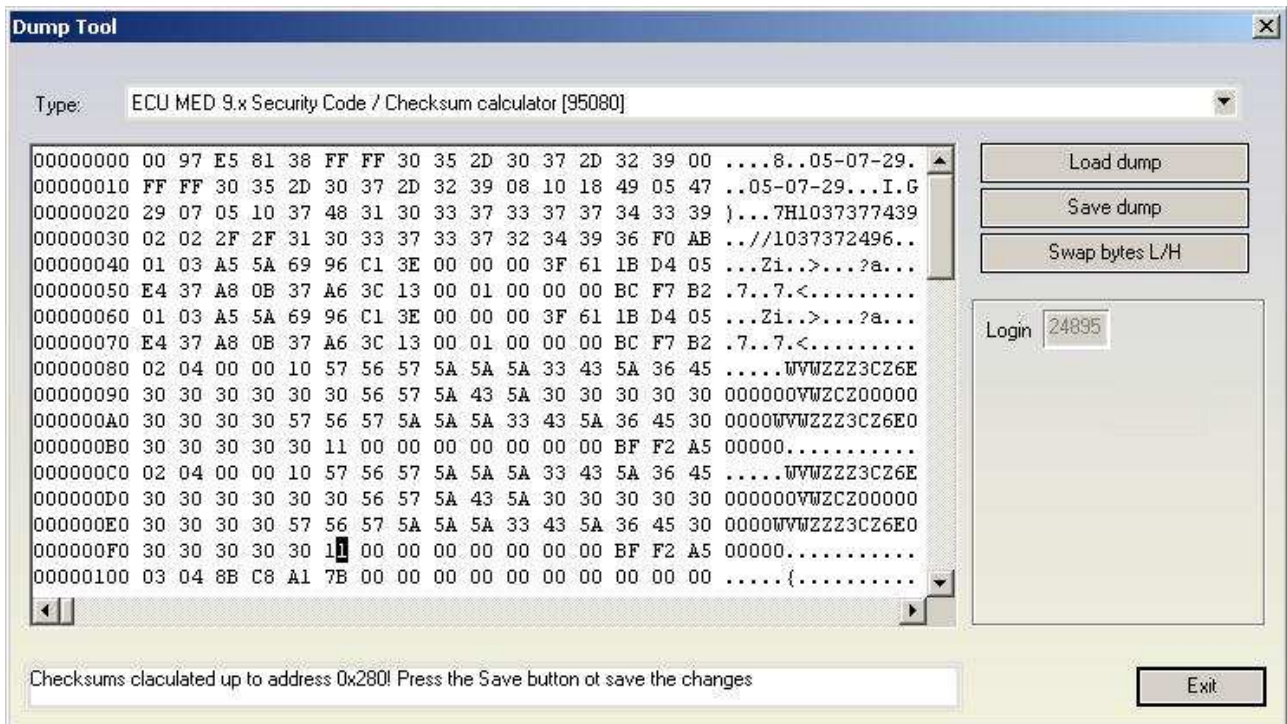 Dump Tool
Type: ECU MED 9.x Security Code / Checksum calculator [95080]
00000000 00 97 E5 81 38 FF FF 30 35 2D 30 37 2D 32 39 00 ....8..05-07-29.
00000010 FF FF 30 35 2D 30 37 2D 32 39 08 10 18 49 05 47 ..05-07-29...I.G
00000020 29 07 05 10 37 48 31 30 33 37 33 37 37 34 33 39 )...7H1037377439
00000030 02 02 2F 2F 31 30 33 37 33 37 32 34 39 36 F0 AB ..//1037372496..
00000040 01 03 A5 5A 69 96 C1 3E 00 00 00 3F 61 1B D4 05 ...Zi..>...?a...
00000050 E4 37 A8 0B 37 A6 3C 13 00 01 00 00 00 BC F7 B2 .7..7.<.........
00000060 01 03 A5 5A 69 96 C1 3E 00 00 00 3F 61 1B D4 05 ...Zi..>...?a...
00000070 E4 37 A8 0B 37 A6 3C 13 00 01 00 00 00 BC F7 B2 .7..7.<.........
00000080 02 04 00 00 10 57 56 57 5A 5A 5A 33 43 5A 36 45 .....WVWZZZ3CZ6E
00000090 30 30 30 30 30 30 56 57 5A 43 5A 30 30 30 30 30 000000VWZCZ00000
000000A0 30 30 30 30 57 56 57 5A 5A 5A 33 43 5A 36 45 30 0000WVWZZZ3CZ6E0
000000B0 30 30 30 30 30 11 00 00 00 00 00 00 00 BF F2 A5 00000...........
000000C0 02 04 00 00 10 57 56 57 5A 5A 5A 33 43 5A 36 45 .....WVWZZZ3CZ6E
000000D0 30 30 30 30 30 30 56 57 5A 43 5A 30 30 30 30 30 000000VWZCZ00000
000000E0 30 30 30 30 57 56 57 5A 5A 5A 33 43 5A 36 45 30 0000WVWZZZ3CZ6E0
000000F0 30 30 30 30 30 11 00 00 00 00 00 00 00 BF F2 A5 00000...........
00000100 03 04 8B C8 A1 7B 00 00 00 00 00 00 00 00 00 00 .....{..........
Load dump
Save dump
Swap bytes L/H
Login 24895
Checksums claculated up to address 0x280! Press the Save button ot save the changes
Exit